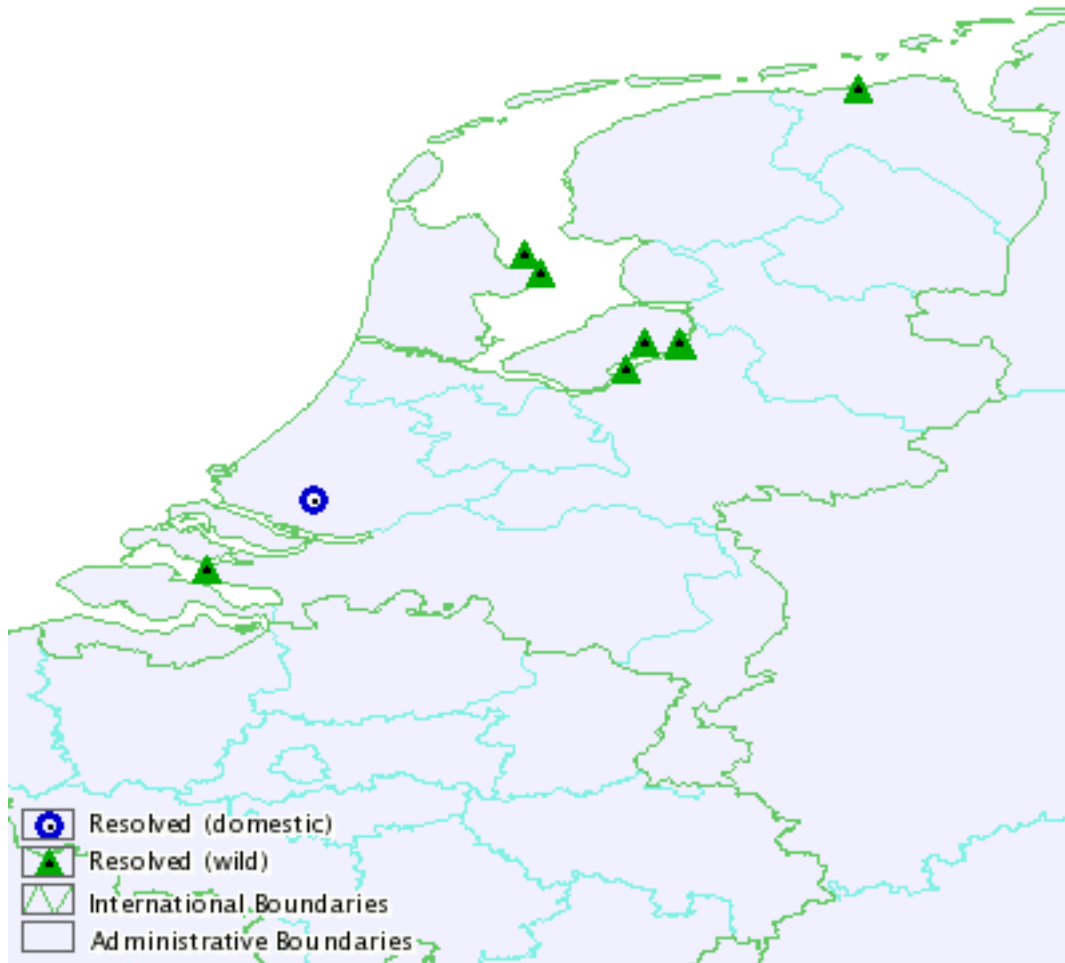 Resolved (domestic)
Resolved (wild)
International Boundaries
Administrative Boundaries